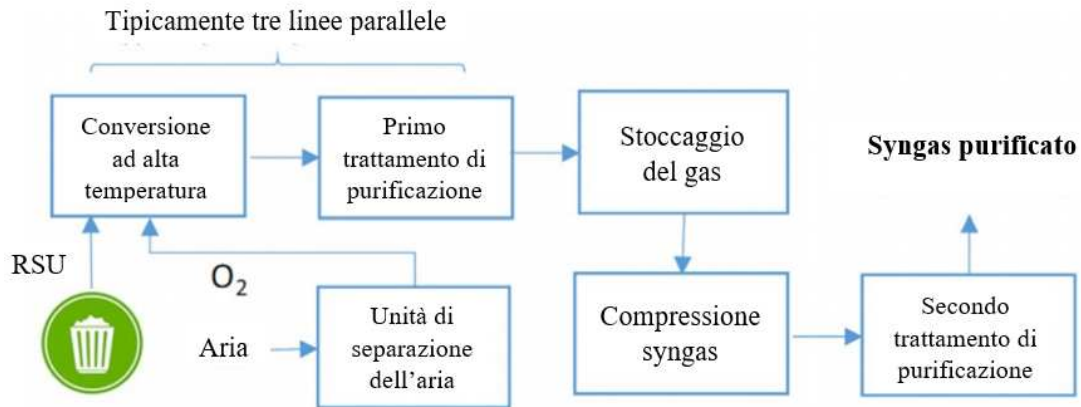 Tipicamente tre linee parallele
Conversione
ad alta
temperatura
Primo
trattamento di
purificazione
Stoccaggio
del gas
Syngas purificato
RSU
O₂
Aria
Unità di
separazione
dell’aria
Compressione
syngas
Secondo
trattamento di
purificazione